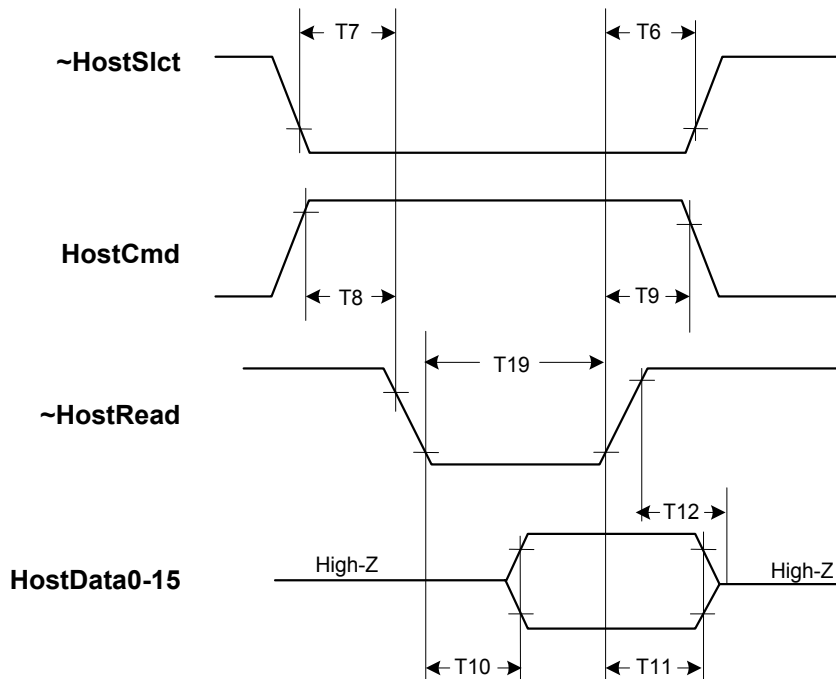 T7
T6
~HostSlct
HostCmd
T8
T9
T19
~HostRead
T12
High-Z
High-Z
HostData0-15
T10
T11